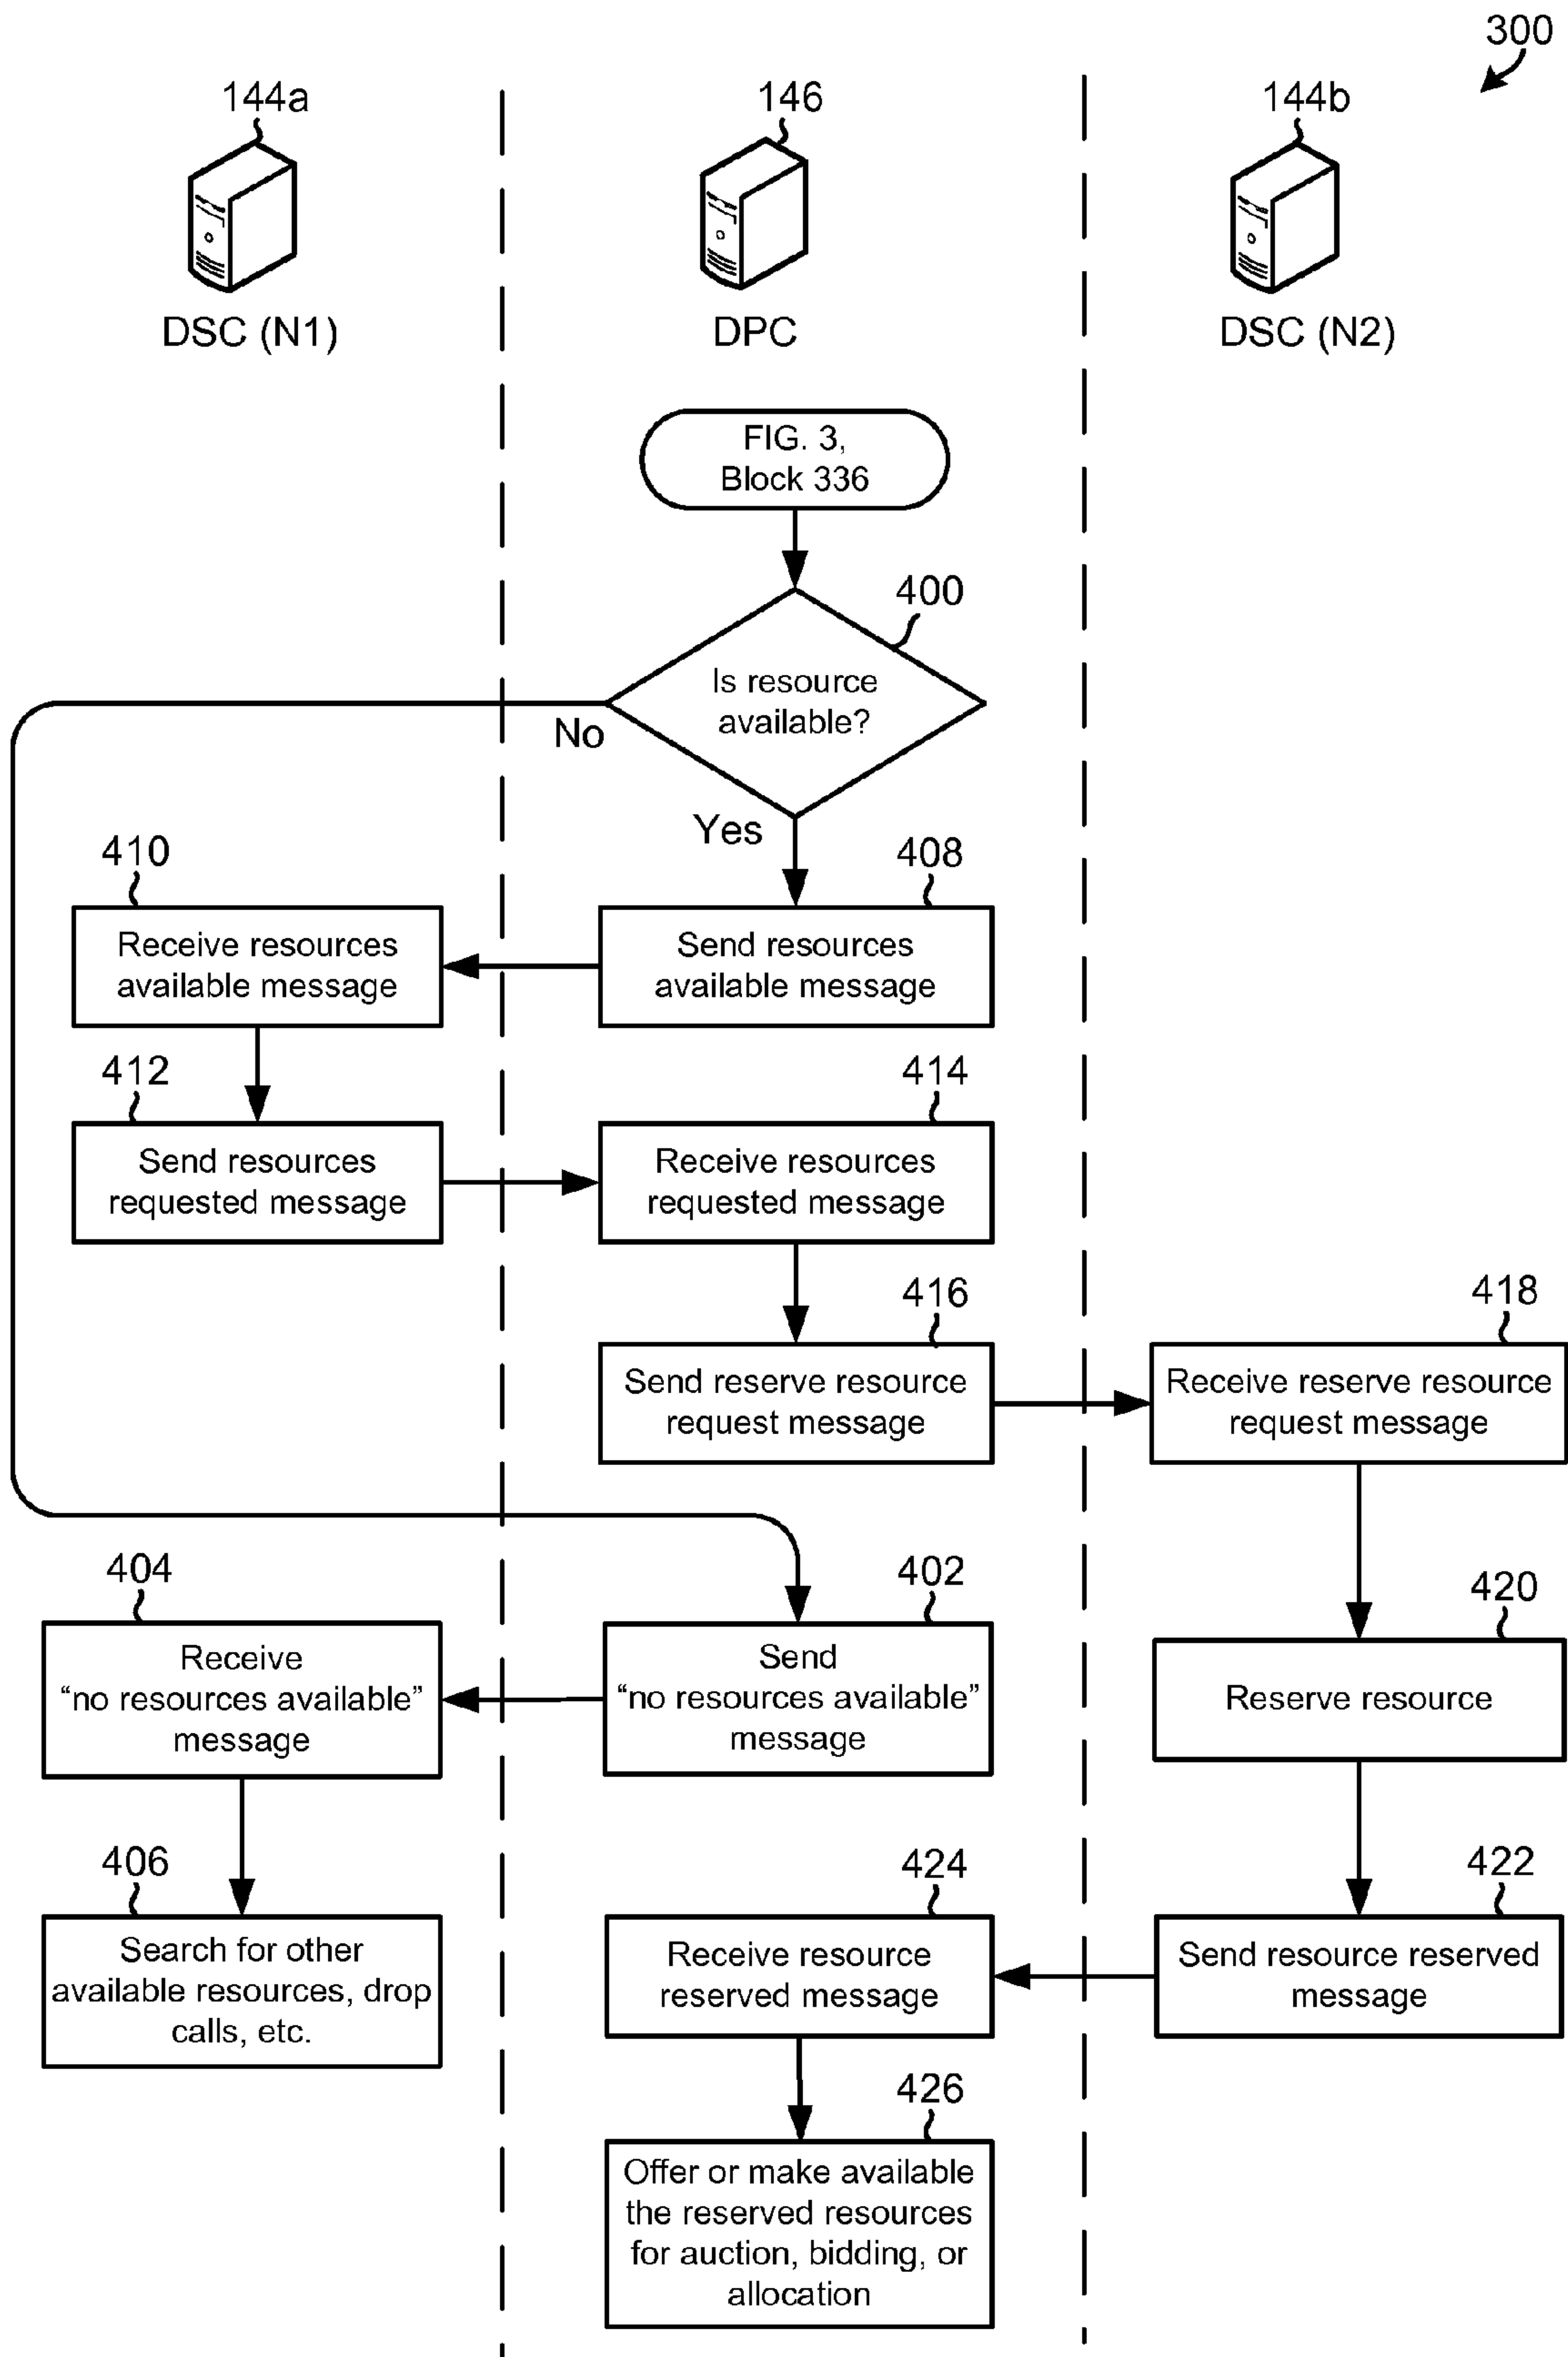 300
144a
146
144b
DSC (N1)
DPC
DSC (N2)
FIG. 3,
Block 336
400
Is resource
available?
No
Yes
410
408
Receive resources
available message
Send resources
available message
412
414
Send resources
requested message
Receive resources
requested message
416
418
Send reserve resource
request message
Receive reserve resource
request message
404
402
420
Receive
“no resources available”
message
Send
“no resources available”
message
Reserve resource
406
424
422
Search for other
available resources, drop
calls, etc.
Receive resource
reserved message
Send resource reserved
message
426
Offer or make available
the reserved resources
for auction, bidding, or
allocation